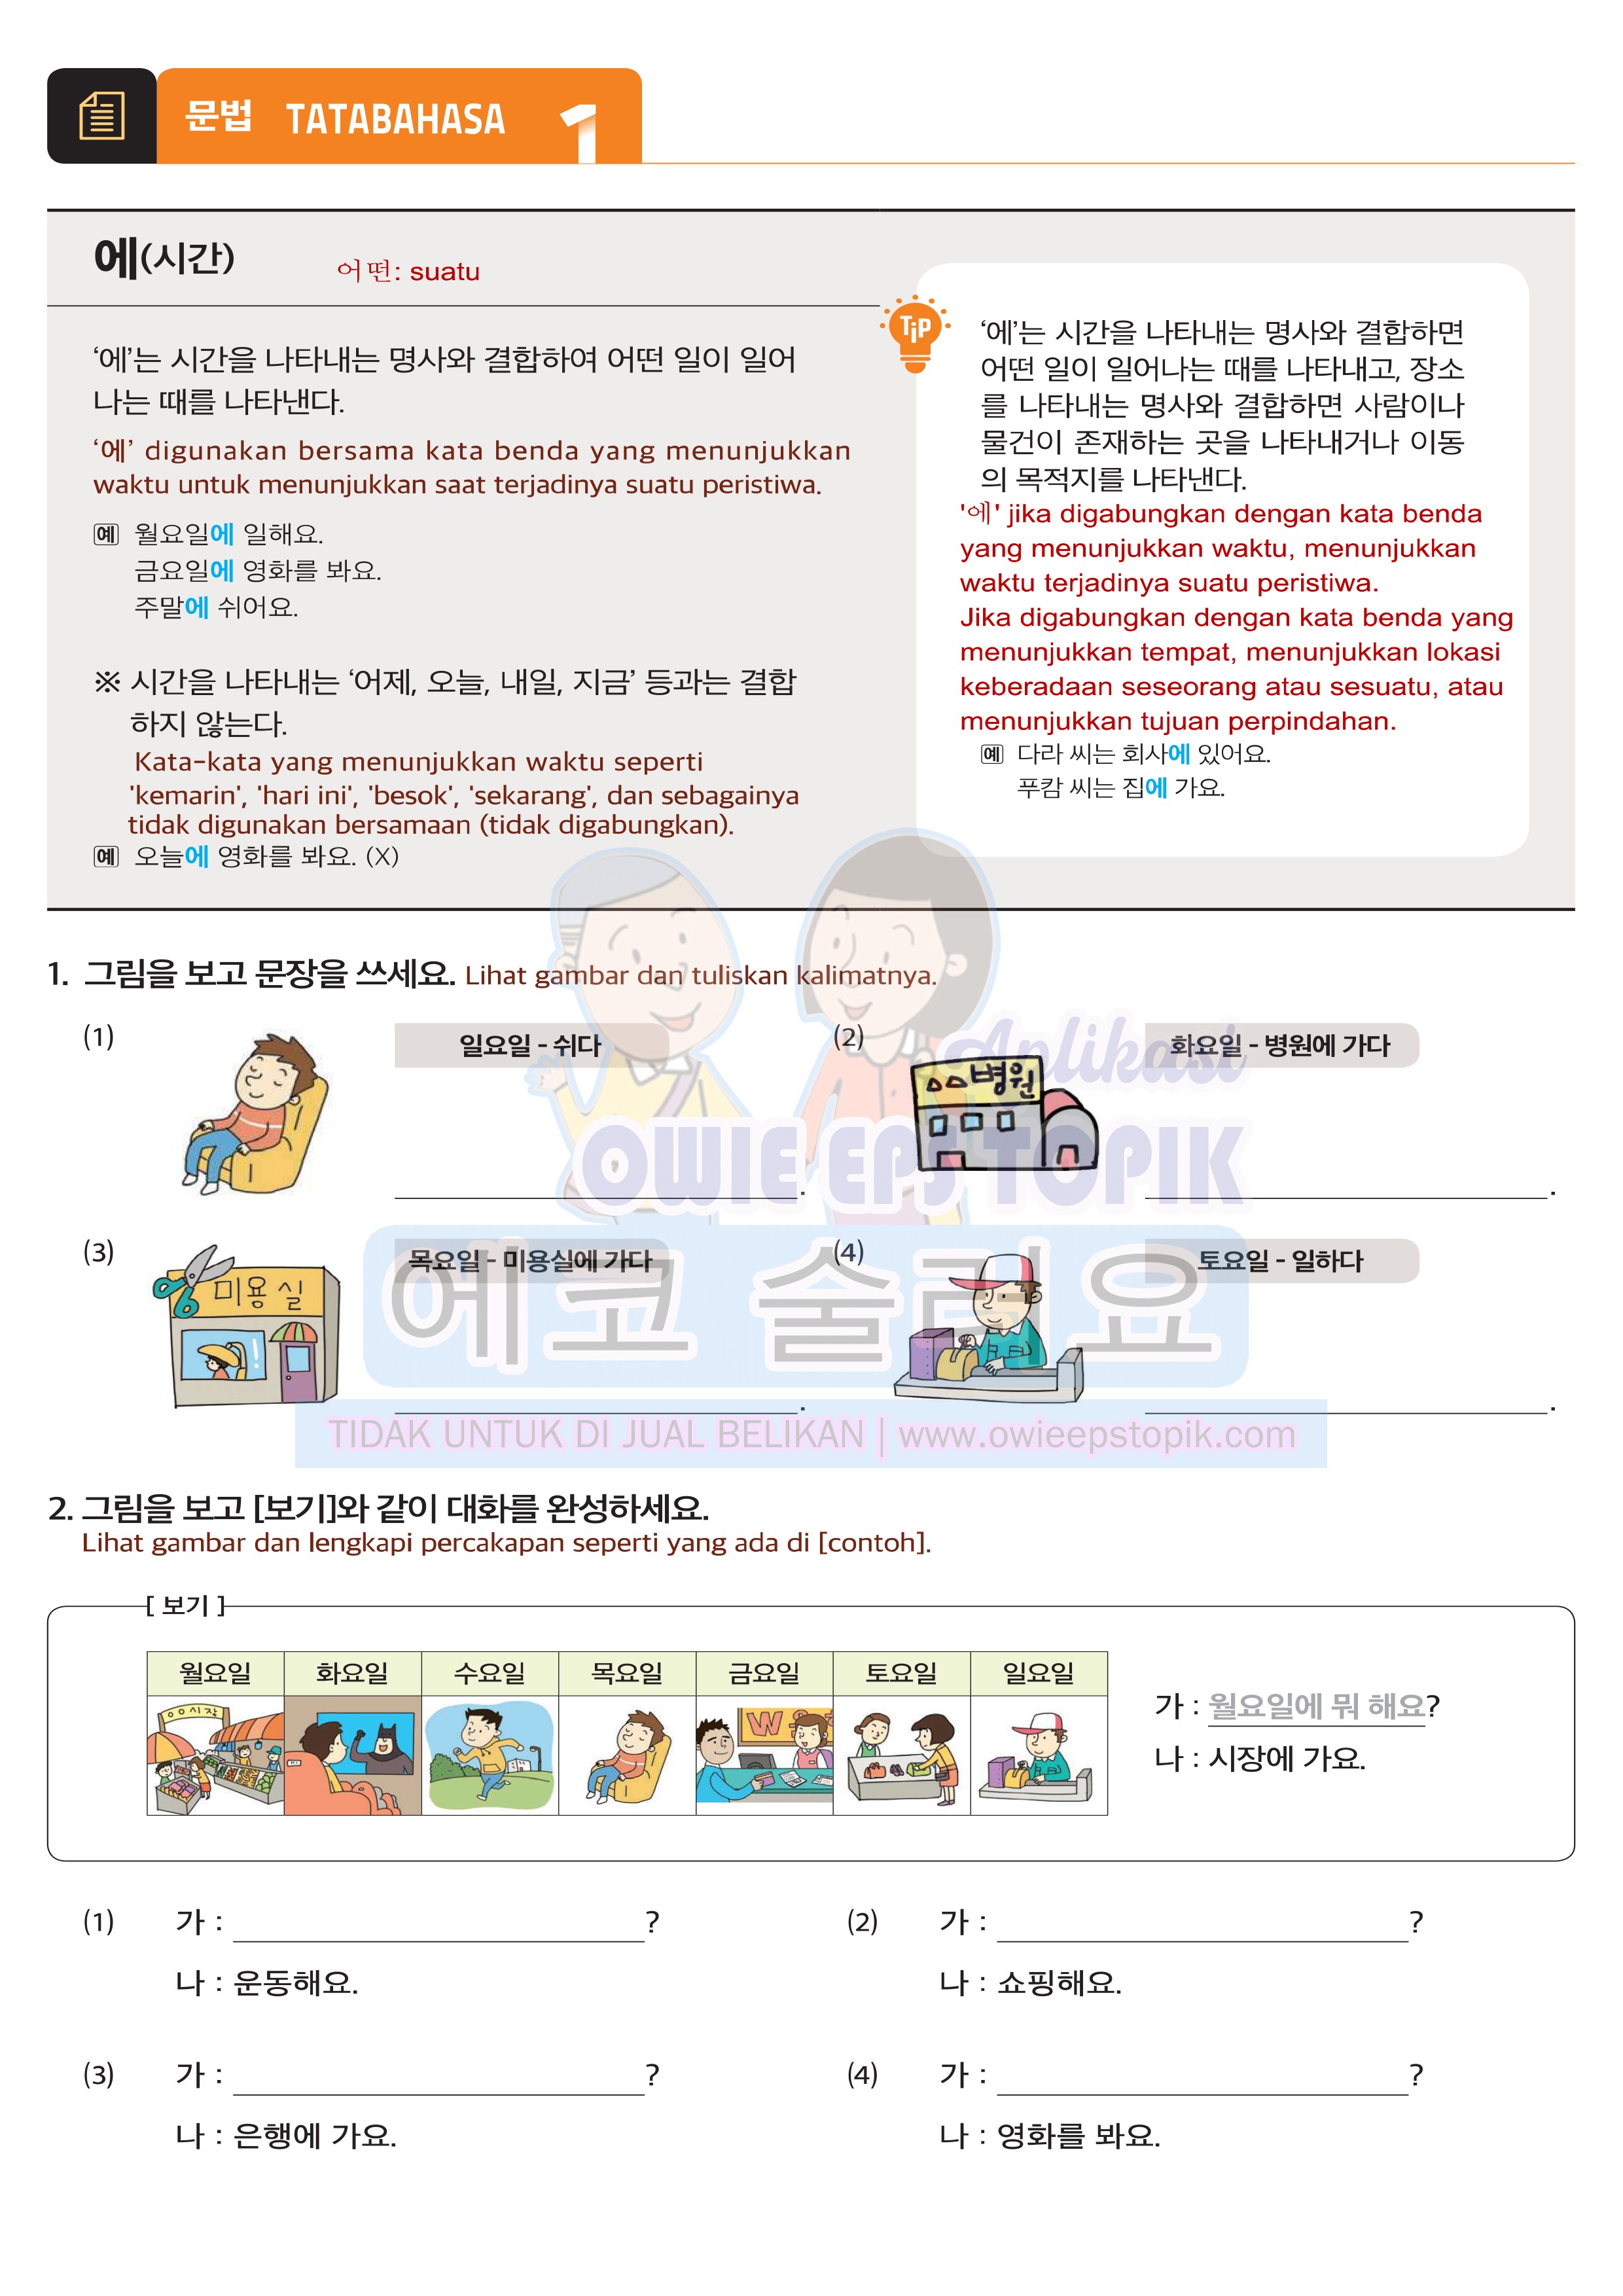 문법 TATABAHASA 1
에(시간)
어떤: suatu
‘에’는 시간을 나타내는 명사와 결합하여 어떤 일이 일어
나는 때를 나타낸다.
‘에’ digunakan bersama kata benda yang menunjukkan
waktu untuk menunjukkan saat terjadinya suatu peristiwa.
예 월요일에 일해요.
금요일에 영화를 봐요.
주말에 쉬어요.
※ 시간을 나타내는 ‘어제, 오늘, 내일, 지금’ 등과는 결합
하지 않는다.
Kata-kata yang menunjukkan waktu seperti
'kemarin', 'hari ini', 'besok', 'sekarang', dan sebagainya
tidak digunakan bersamaan (tidak digabungkan).
예 오늘에 영화를 봐요. (X)
TiP
‘에’는 시간을 나타내는 명사와 결합하면
어떤 일이 일어나는 때를 나타내고, 장소
를 나타내는 명사와 결합하면 사람이나
물건이 존재하는 곳을 나타내거나 이동
의 목적지를 나타낸다.
'에' jika digabungkan dengan kata benda
yang menunjukkan waktu, menunjukkan
waktu terjadinya suatu peristiwa.
Jika digabungkan dengan kata benda yang
menunjukkan tempat, menunjukkan lokasi
keberadaan seseorang atau sesuatu, atau
menunjukkan tujuan perpindahan.
예 다라 씨는 회사에 있어요.
푸캄 씨는 집에 가요.
1. 그림을 보고 문장을 쓰세요. Lihat gambar dan tuliskan kalimatnya.
(1) 일요일 - 쉬다
.
(2) 화요일 - 병원에 가다
ㅇㅇ병원
.
Aplikasi
OWIE EPS TOPIK
(3) 목요일 - 미용실에 가다
미용실
.
(4) 토요일 - 일하다
.
에코 술러요
TIDAK UNTUK DI JUAL BELIKAN | www.owieepstopik.com
2. 그림을 보고 [보기]와 같이 대화를 완성하세요.
Lihat gambar dan lengkapi percakapan seperti yang ada di [contoh].
[ 보기 ]
월요일 화요일 수요일 목요일 금요일 토요일 일요일
ㅇㅇ시장
가 : 월요일에 뭐 해요?
나 : 시장에 가요.
(1) 가 : ?
나 : 운동해요.
(2) 가 : ?
나 : 쇼핑해요.
(3) 가 : ?
나 : 은행에 가요.
(4) 가 : ?
나 : 영화를 봐요.